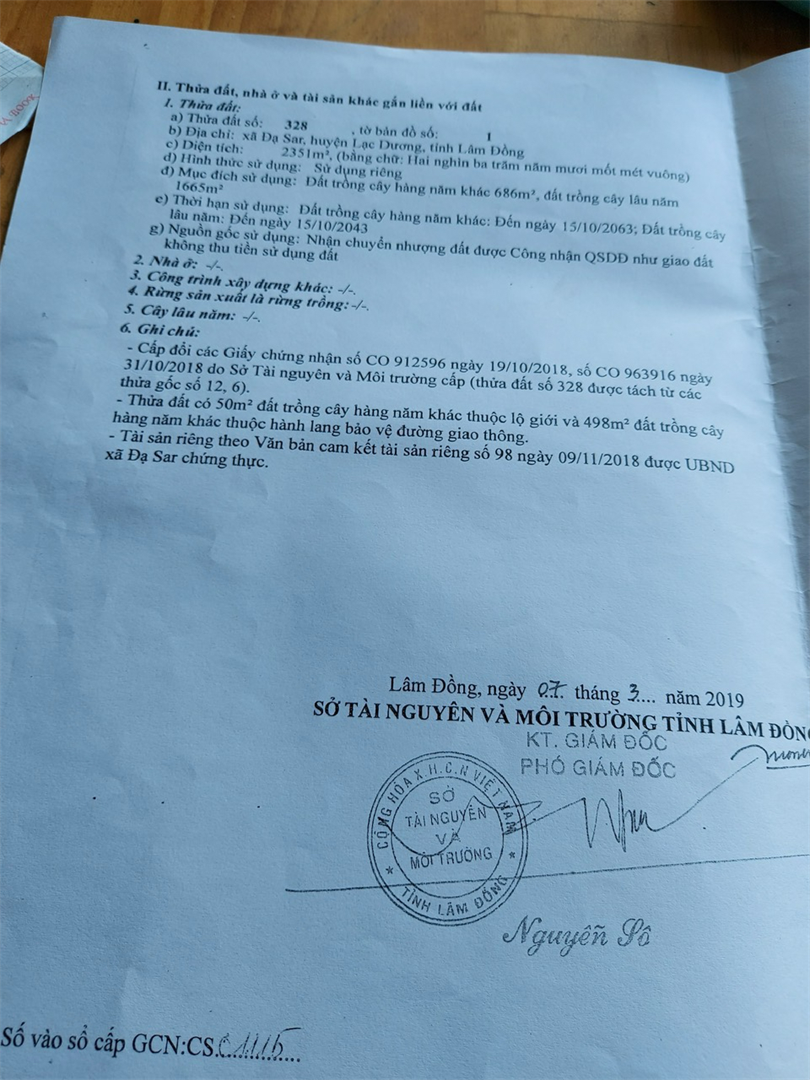 II. Thửa đất, nhà ở và tài sản khác gắn liền với đất
1. Thửa đất:
a) Thửa đất số: 328 , tờ bản đồ số: 1
b) Địa chỉ: xã Đạ Sar, huyện Lạc Dương, tỉnh Lâm Đồng
c) Diện tích: 2351m², (bằng chữ: Hai nghìn ba trăm năm mươi mốt mét vuông)
d) Hình thức sử dụng: Sử dụng riêng
đ) Mục đích sử dụng: Đất trồng cây hàng năm khác 686m², đất trồng cây lâu năm
1665m²
e) Thời hạn sử dụng: Đất trồng cây hàng năm khác: Đến ngày 15/10/2063; Đất trồng cây
lâu năm: Đến ngày 15/10/2043
g) Nguồn gốc sử dụng: Nhận chuyển nhượng đất được Công nhận QSDĐ như giao đất
không thu tiền sử dụng đất
2. Nhà ở: -/-.
3. Công trình xây dựng khác: -/-.
4. Rừng sản xuất là rừng trồng: -/-.
5. Cây lâu năm: -/-.
6. Ghi chú:
- Cấp đổi các Giấy chứng nhận số CO 912596 ngày 19/10/2018, số CO 963916 ngày
31/10/2018 do Sở Tài nguyên và Môi trường cấp (thửa đất số 328 được tách từ các
thửa gốc số 12, 6).
- Thửa đất có 50m² đất trồng cây hàng năm khác thuộc lộ giới và 498m² đất trồng cây
hàng năm khác thuộc hành lang bảo vệ đường giao thông.
- Tài sản riêng theo Văn bản cam kết tài sản riêng số 98 ngày 09/11/2018 được UBND
xã Đạ Sar chứng thực.
Lâm Đồng, ngày 07 tháng 3 năm 2019
SỞ TÀI NGUYÊN VÀ MÔI TRƯỜNG TỈNH LÂM ĐỒNG
KT. GIÁM ĐỐC
PHÓ GIÁM ĐỐC
CỘNG HÒA X.H.C.N VIỆT NAM
SỞ
TÀI NGUYÊN
VÀ
MÔI TRƯỜNG
* TỈNH LÂM ĐỒNG *
Nguyễn Sô
Số vào sổ cấp GCN:CS